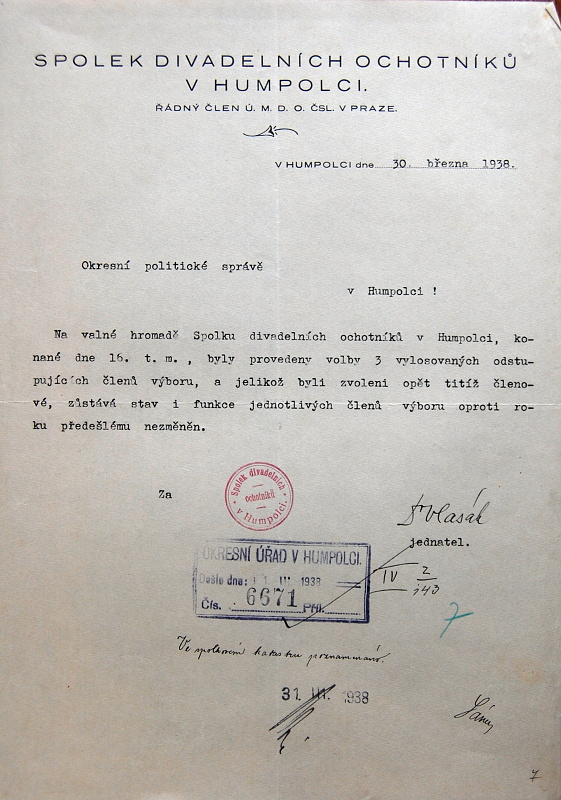 SPOLEK DIVADELNÍCH OCHOTNÍKŮ
V HUMPOLCI.
ŘÁDNÝ ČLEN Ú. M. D. O. ČSL. V PRAZE.
V HUMPOLCI dne 30. března 1938.
Okresní politické správě
v Humpolci !
Na valné hromadě Spolku divadelních ochotníků v Humpolci, ko-
nané dne 16. t. m. , byly provedeny volby 3 vylosovaných odstu-
pujících členů výboru, a jelikož byli zvoleni opět titíž členo-
vé, zůstává stav i funkce jednotlivých členů výboru oproti ro-
ku předešlému nezměněn.
Za
Spolek divadelních
ochotníků
v Humpolci.
Vlasák
jednatel.
OKRESNÍ ÚŘAD V HUMPOLCI.
Došlo dne: III 1938
Čís. 6671 Příl.
IV 2
143
7
Ve spolkovém katastru poznamenáno.
31 III. 1938
7